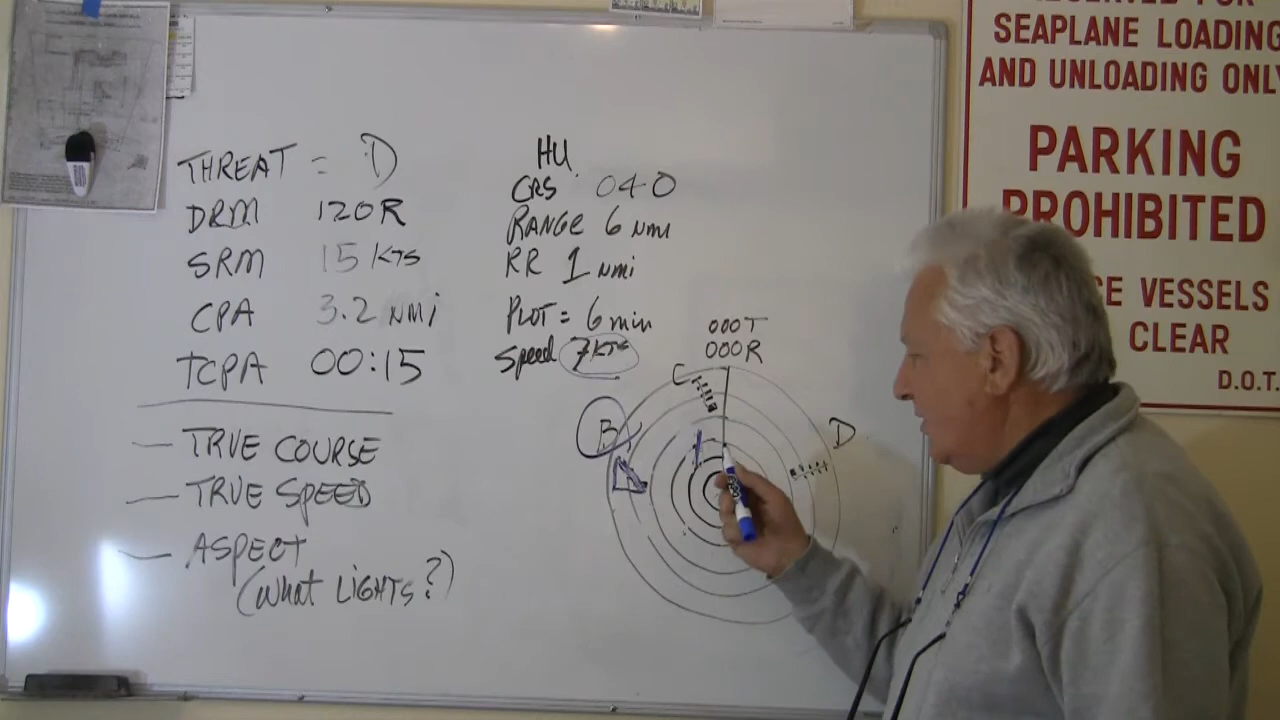 THREAT = D
DRM 120R
SRM 15 KTS
CPA 3.2 NMi
TCPA 00:15
— TRUE COURSE
— TRUE SPEED
— ASPECT
(WHAT LIGHTS?)
HU
CRS 040
RANGE 6 NMi
RR 1 NMi
PLOT = 6 min
Speed 7 KTS
000T
000R
C
B
D
SEAPLANE LOADING
AND UNLOADING ONLY
PARKING
PROHIBITED
VESSELS
CLEAR
D.O.T.